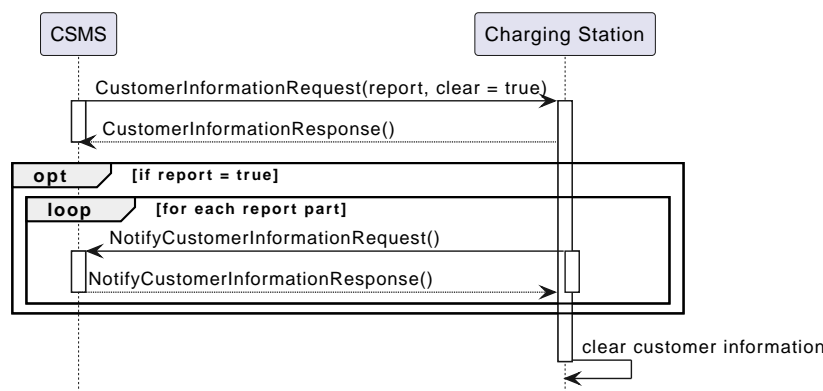 CSMS
Charging Station
CustomerInformationRequest(report, clear = true)
CustomerInformationResponse()
opt
[if report = true]
loop
[for each report part]
NotifyCustomerInformationRequest()
NotifyCustomerInformationResponse()
clear customer information